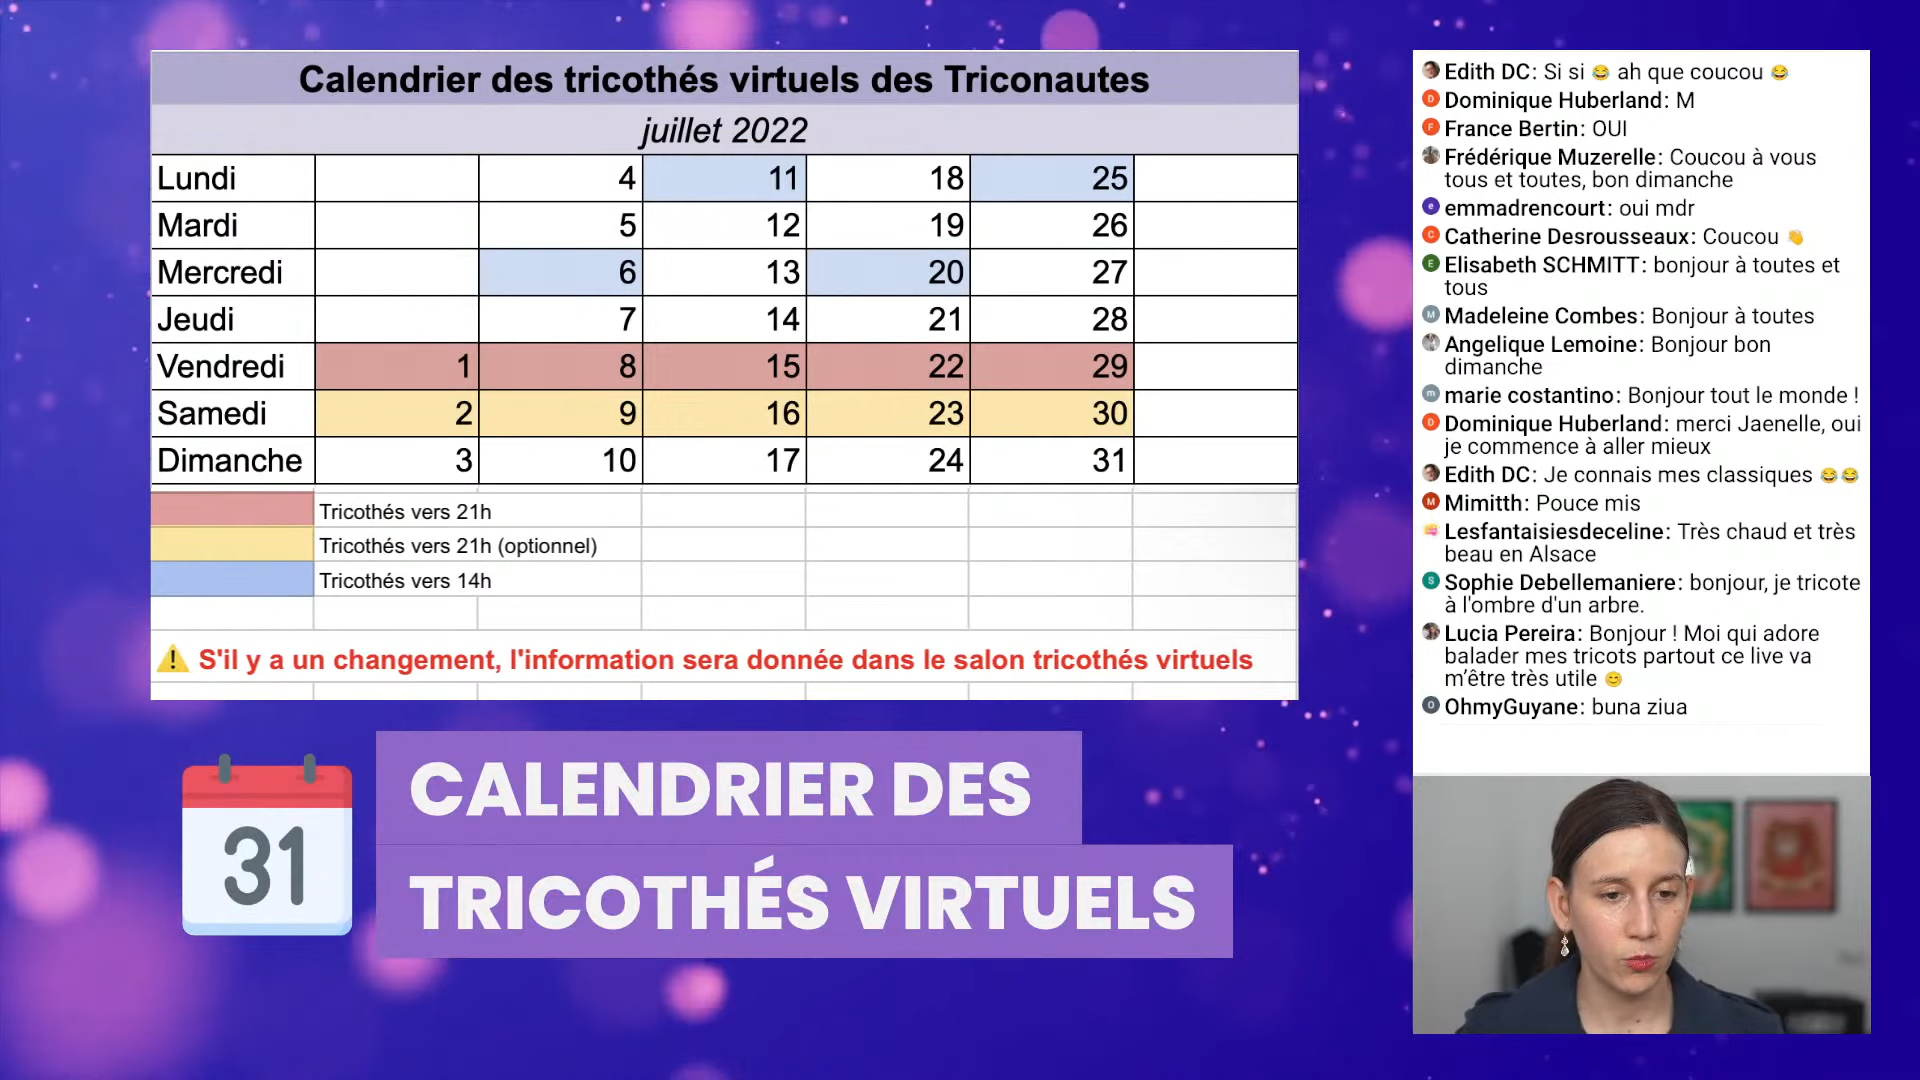 Calendrier des tricothés virtuels des Triconautes
juillet 2022
Lundi 4 11 18 25
Mardi 5 12 19 26
Mercredi 6 13 20 27
Jeudi 7 14 21 28
Vendredi 1 8 15 22 29
Samedi 2 9 16 23 30
Dimanche 3 10 17 24 31
Tricothés vers 21h
Tricothés vers 21h (optionnel)
Tricothés vers 14h
⚠️ S'il y a un changement, l'information sera donnée dans le salon tricothés virtuels
31
CALENDRIER DES
TRICOTHÉS VIRTUELS
Edith DC: Si si 😂 ah que coucou 😂
D Dominique Huberland: M
F France Bertin: OUI
Frédérique Muzerelle: Coucou à vous
tous et toutes, bon dimanche
e emmadrencourt: oui mdr
C Catherine Desrousseaux: Coucou 👋
E Elisabeth SCHMITT: bonjour à toutes et
tous
M Madeleine Combes: Bonjour à toutes
Angelique Lemoine: Bonjour bon
dimanche
m marie costantino: Bonjour tout le monde !
D Dominique Huberland: merci Jaenelle, oui
je commence à aller mieux
Edith DC: Je connais mes classiques 😂😂
M Mimitth: Pouce mis
Lesfantaisiesdeceline: Très chaud et très
beau en Alsace
S Sophie Debellemaniere: bonjour, je tricote
à l'ombre d'un arbre.
Lucia Pereira: Bonjour ! Moi qui adore
balader mes tricots partout ce live va
m’être très utile 😊
O OhmyGuyane: buna ziua